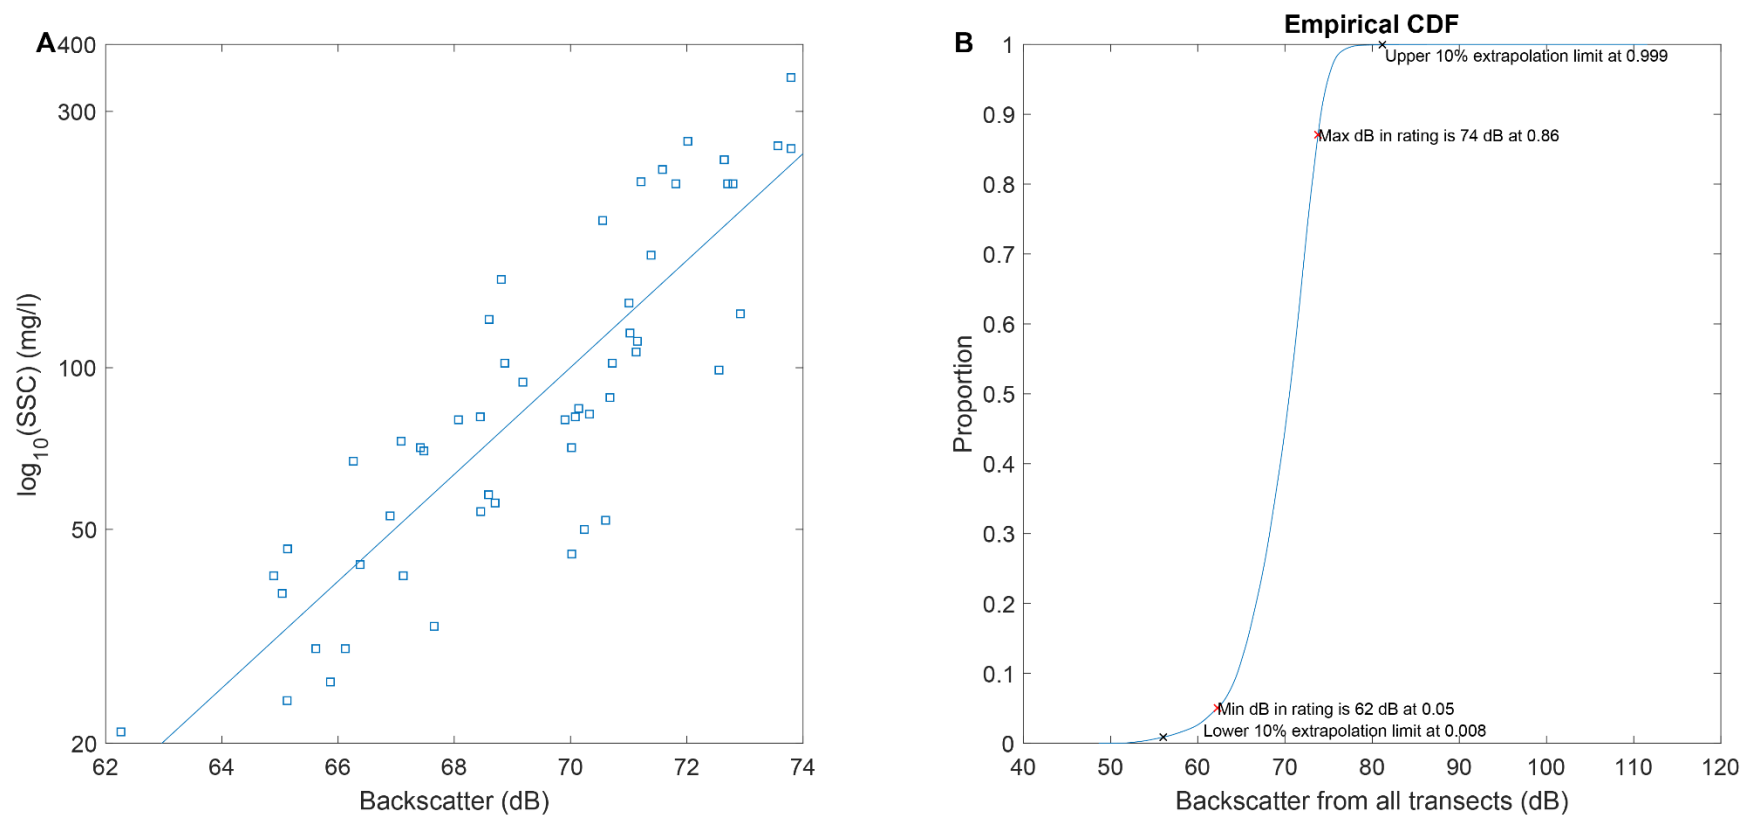 A
400
300
100
50
20
62
64
66
68
70
72
74
log10(SSC) (mg/l)
Backscatter (dB)
Empirical CDF
B
1
0.9
0.8
0.7
0.6
0.5
0.4
0.3
0.2
0.1
0
40
50
60
70
80
90
100
110
120
Proportion
Backscatter from all transects (dB)
Upper 10% extrapolation limit at 0.999
Max dB in rating is 74 dB at 0.86
Min dB in rating is 62 dB at 0.05
Lower 10% extrapolation limit at 0.008